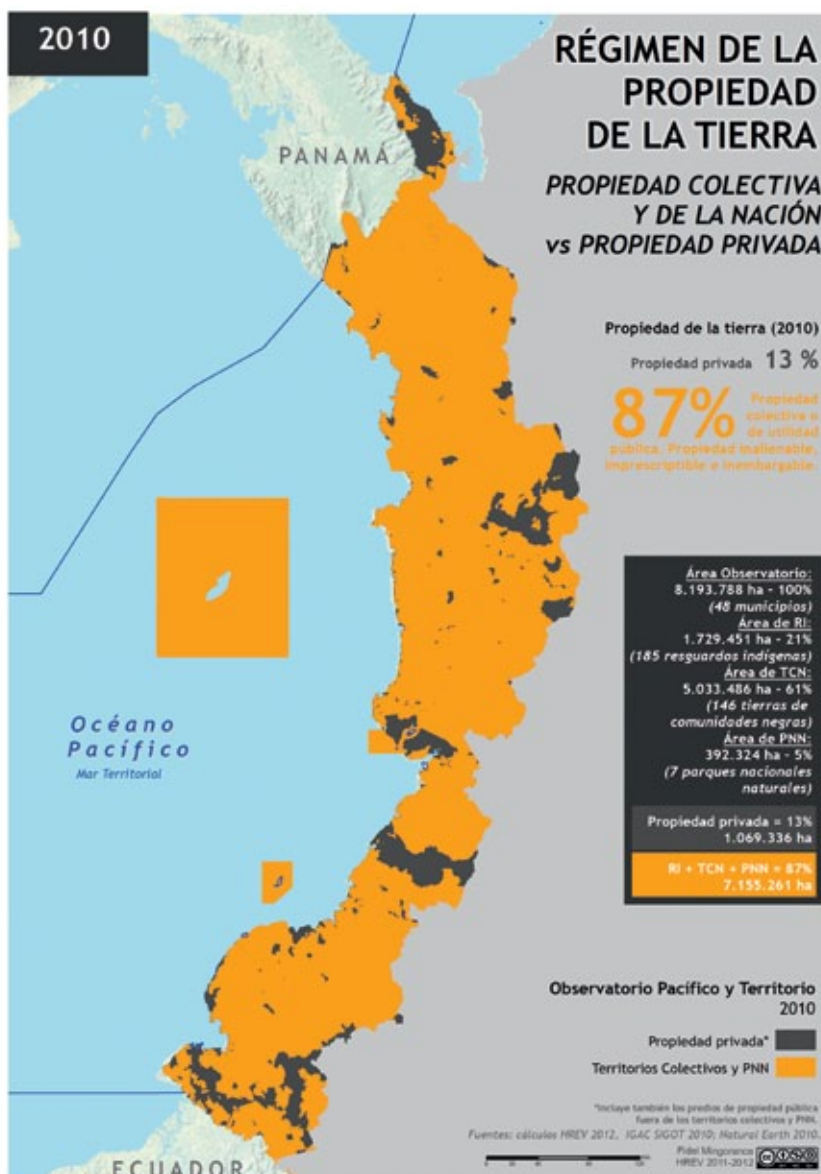 2010
RÉGIMEN DE LA
PROPIEDAD
DE LA TIERRA
PROPIEDAD COLECTIVA
Y DE LA NACIÓN
vs PROPIEDAD PRIVADA
PANAMÁ
Propiedad de la tierra (2010)
Propiedad privada 13 %
87% Propiedad
colectiva o
de utilidad
pública. Propiedad inalienable,
imprescriptible e inembargable.
Área Observatorio:
8.193.788 ha - 100%
(48 municipios)
Área de RI:
1.729.451 ha - 21%
(185 resguardos indígenas)
Área de TCN:
5.033.486 ha - 61%
(146 tierras de
comunidades negras)
Área de PNN:
392.324 ha - 5%
(7 parques nacionales
naturales)
Propiedad privada = 13%
1.069.336 ha
RI + TCN + PNN = 87%
7.155.261 ha
Océano
Pacífico
Mar Territorial
Observatorio Pacífico y Territorio
2010
Propiedad privada*
Territorios Colectivos y PNN
*Incluye también los predios de propiedad pública
fuera de los territorios colectivos y PNN.
Fuentes: cálculos HREV 2012, IGAC SIGOT 2010; Natural Earth 2010.
Fidel Mingorance
HREV 2011-2012
ECUADOR